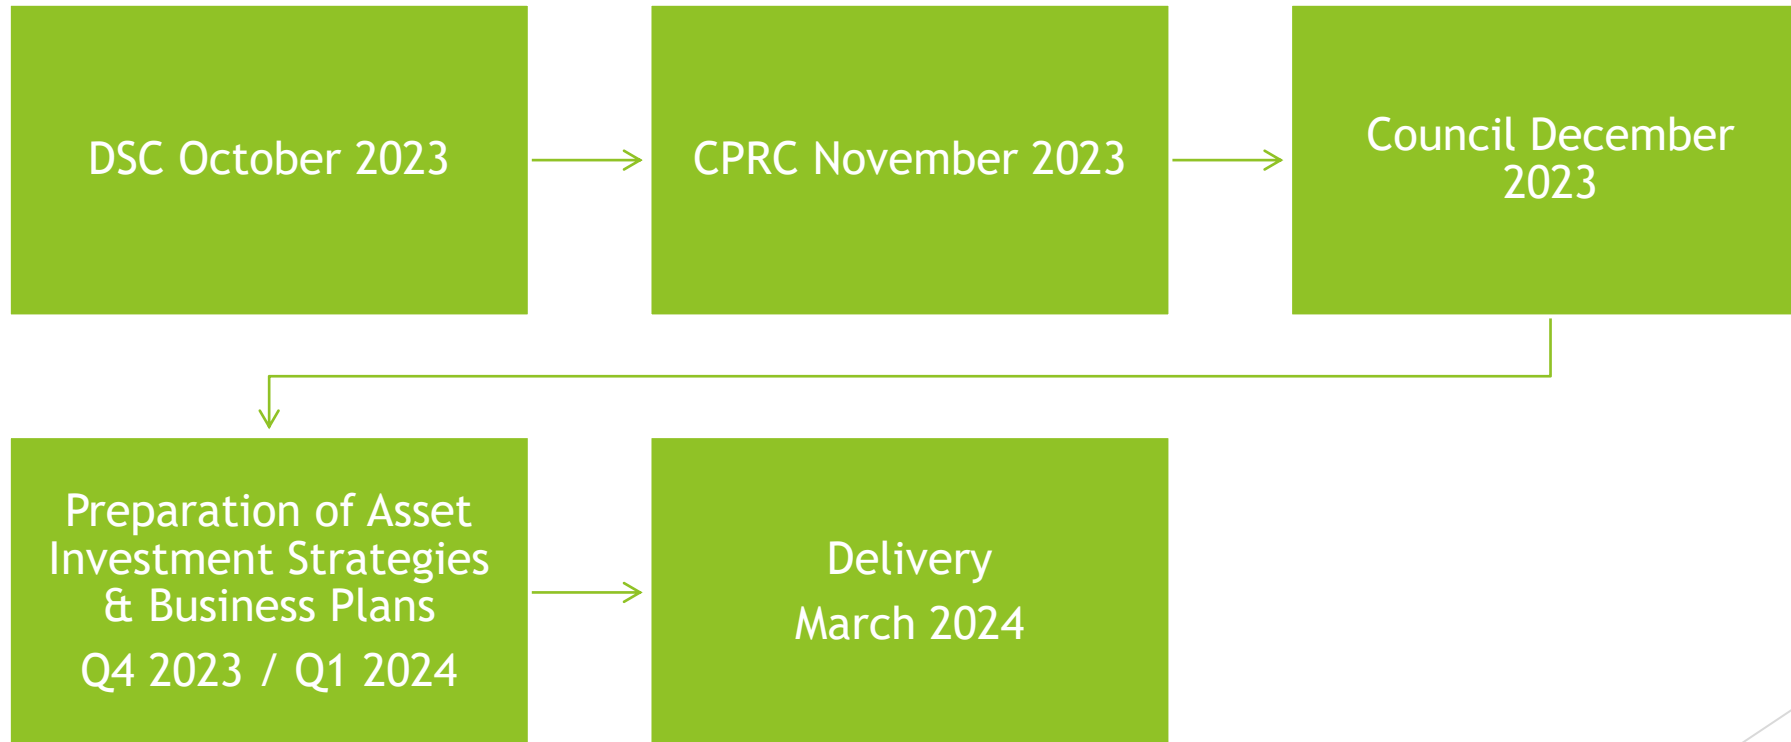 DSC October 2023
CPRC November 2023
Council December
2023
Preparation of Asset
Investment Strategies
& Business Plans
Q4 2023 / Q1 2024
Delivery
March 2024